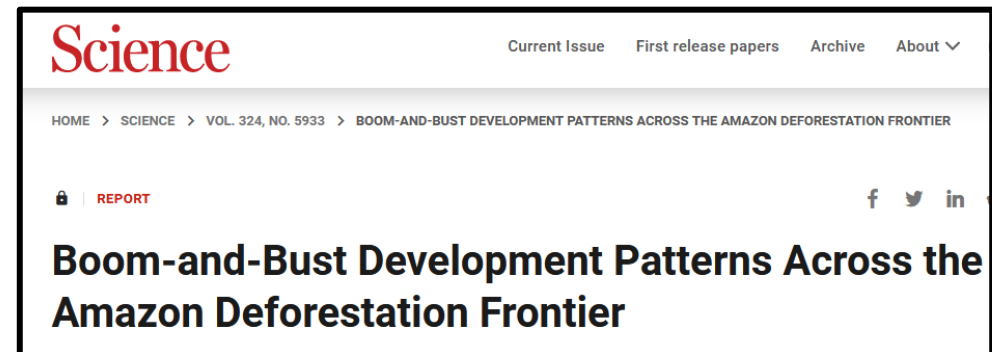 Science
Current Issue First release papers Archive About
HOME > SCIENCE > VOL. 324, NO. 5933 > BOOM-AND-BUST DEVELOPMENT PATTERNS ACROSS THE AMAZON DEFORESTATION FRONTIER
REPORT
Boom-and-Bust Development Patterns Across the
Amazon Deforestation Frontier